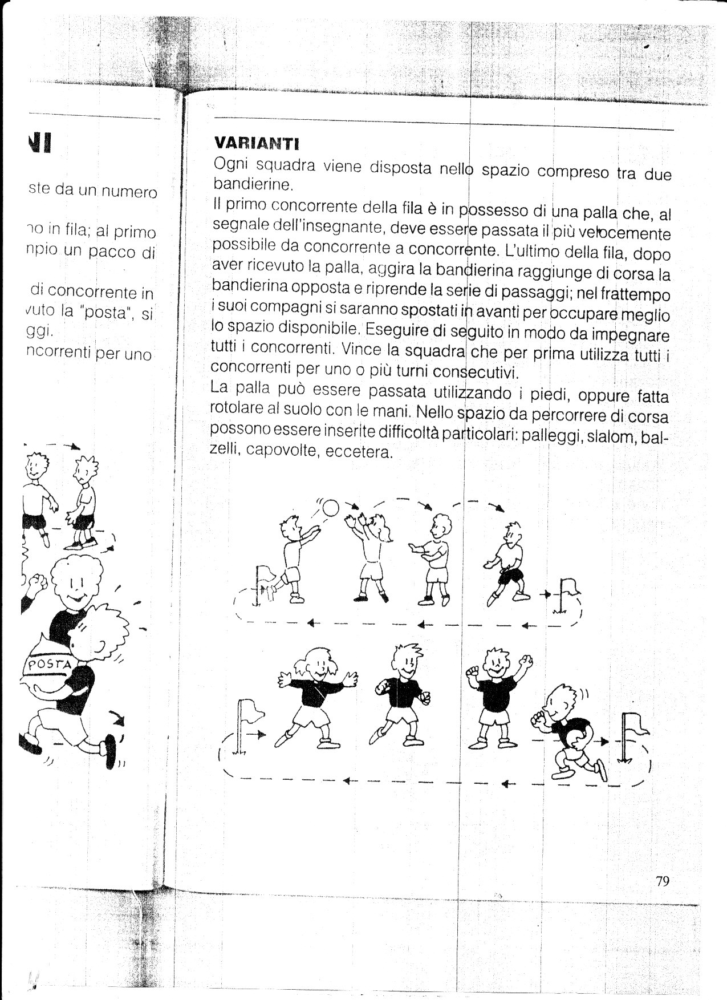 NI
ste da un numero
no in fila; al primo
npio un pacco di
di concorrente in
vuto la "posta", si
ggi.
ncorrenti per uno
POSTA
VARIANTI
Ogni squadra viene disposta nello spazio compreso tra due
bandierine.
Il primo concorrente della fila è in possesso di una palla che, al
segnale dell'insegnante, deve essere passata il più velocemente
possibile da concorrente a concorrente. L'ultimo della fila, dopo
aver ricevuto la palla, aggira la bandierina raggiunge di corsa la
bandierina opposta e riprende la serie di passaggi; nel frattempo
i suoi compagni si saranno spostati in avanti per occupare meglio
lo spazio disponibile. Eseguire di seguito in modo da impegnare
tutti i concorrenti. Vince la squadra che per prima utilizza tutti i
concorrenti per uno o più turni consecutivi.
La palla può essere passata utilizzando i piedi, oppure fatta
rotolare al suolo con le mani. Nello spazio da percorrere di corsa
possono essere inserite difficoltà particolari: palleggi, slalom, bal-
zelli, capovolte, eccetera.
79